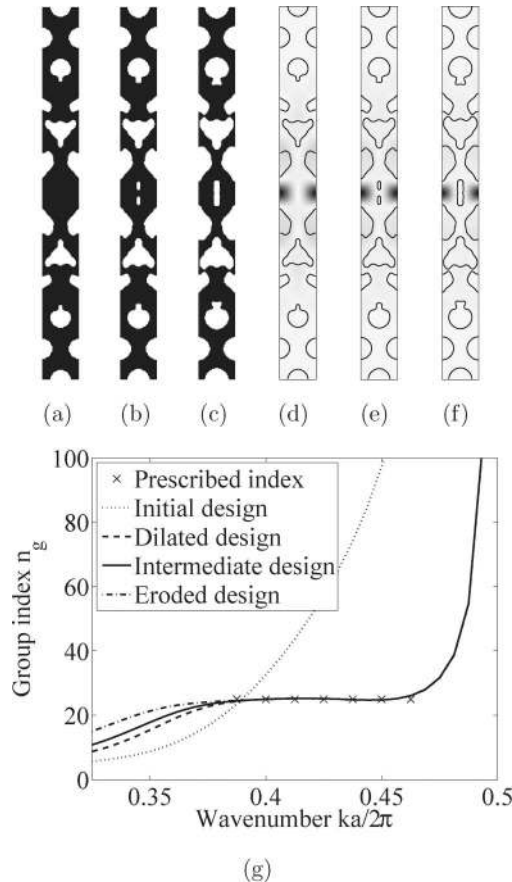 (a) (b) (c) (d) (e) (f)
100
80
60
40
20
0
Group index n_g
× Prescribed index
Initial design
Dilated design
Intermediate design
Eroded design
0.35 0.4 0.45 0.5
Wavenumber ka/2π
(g)